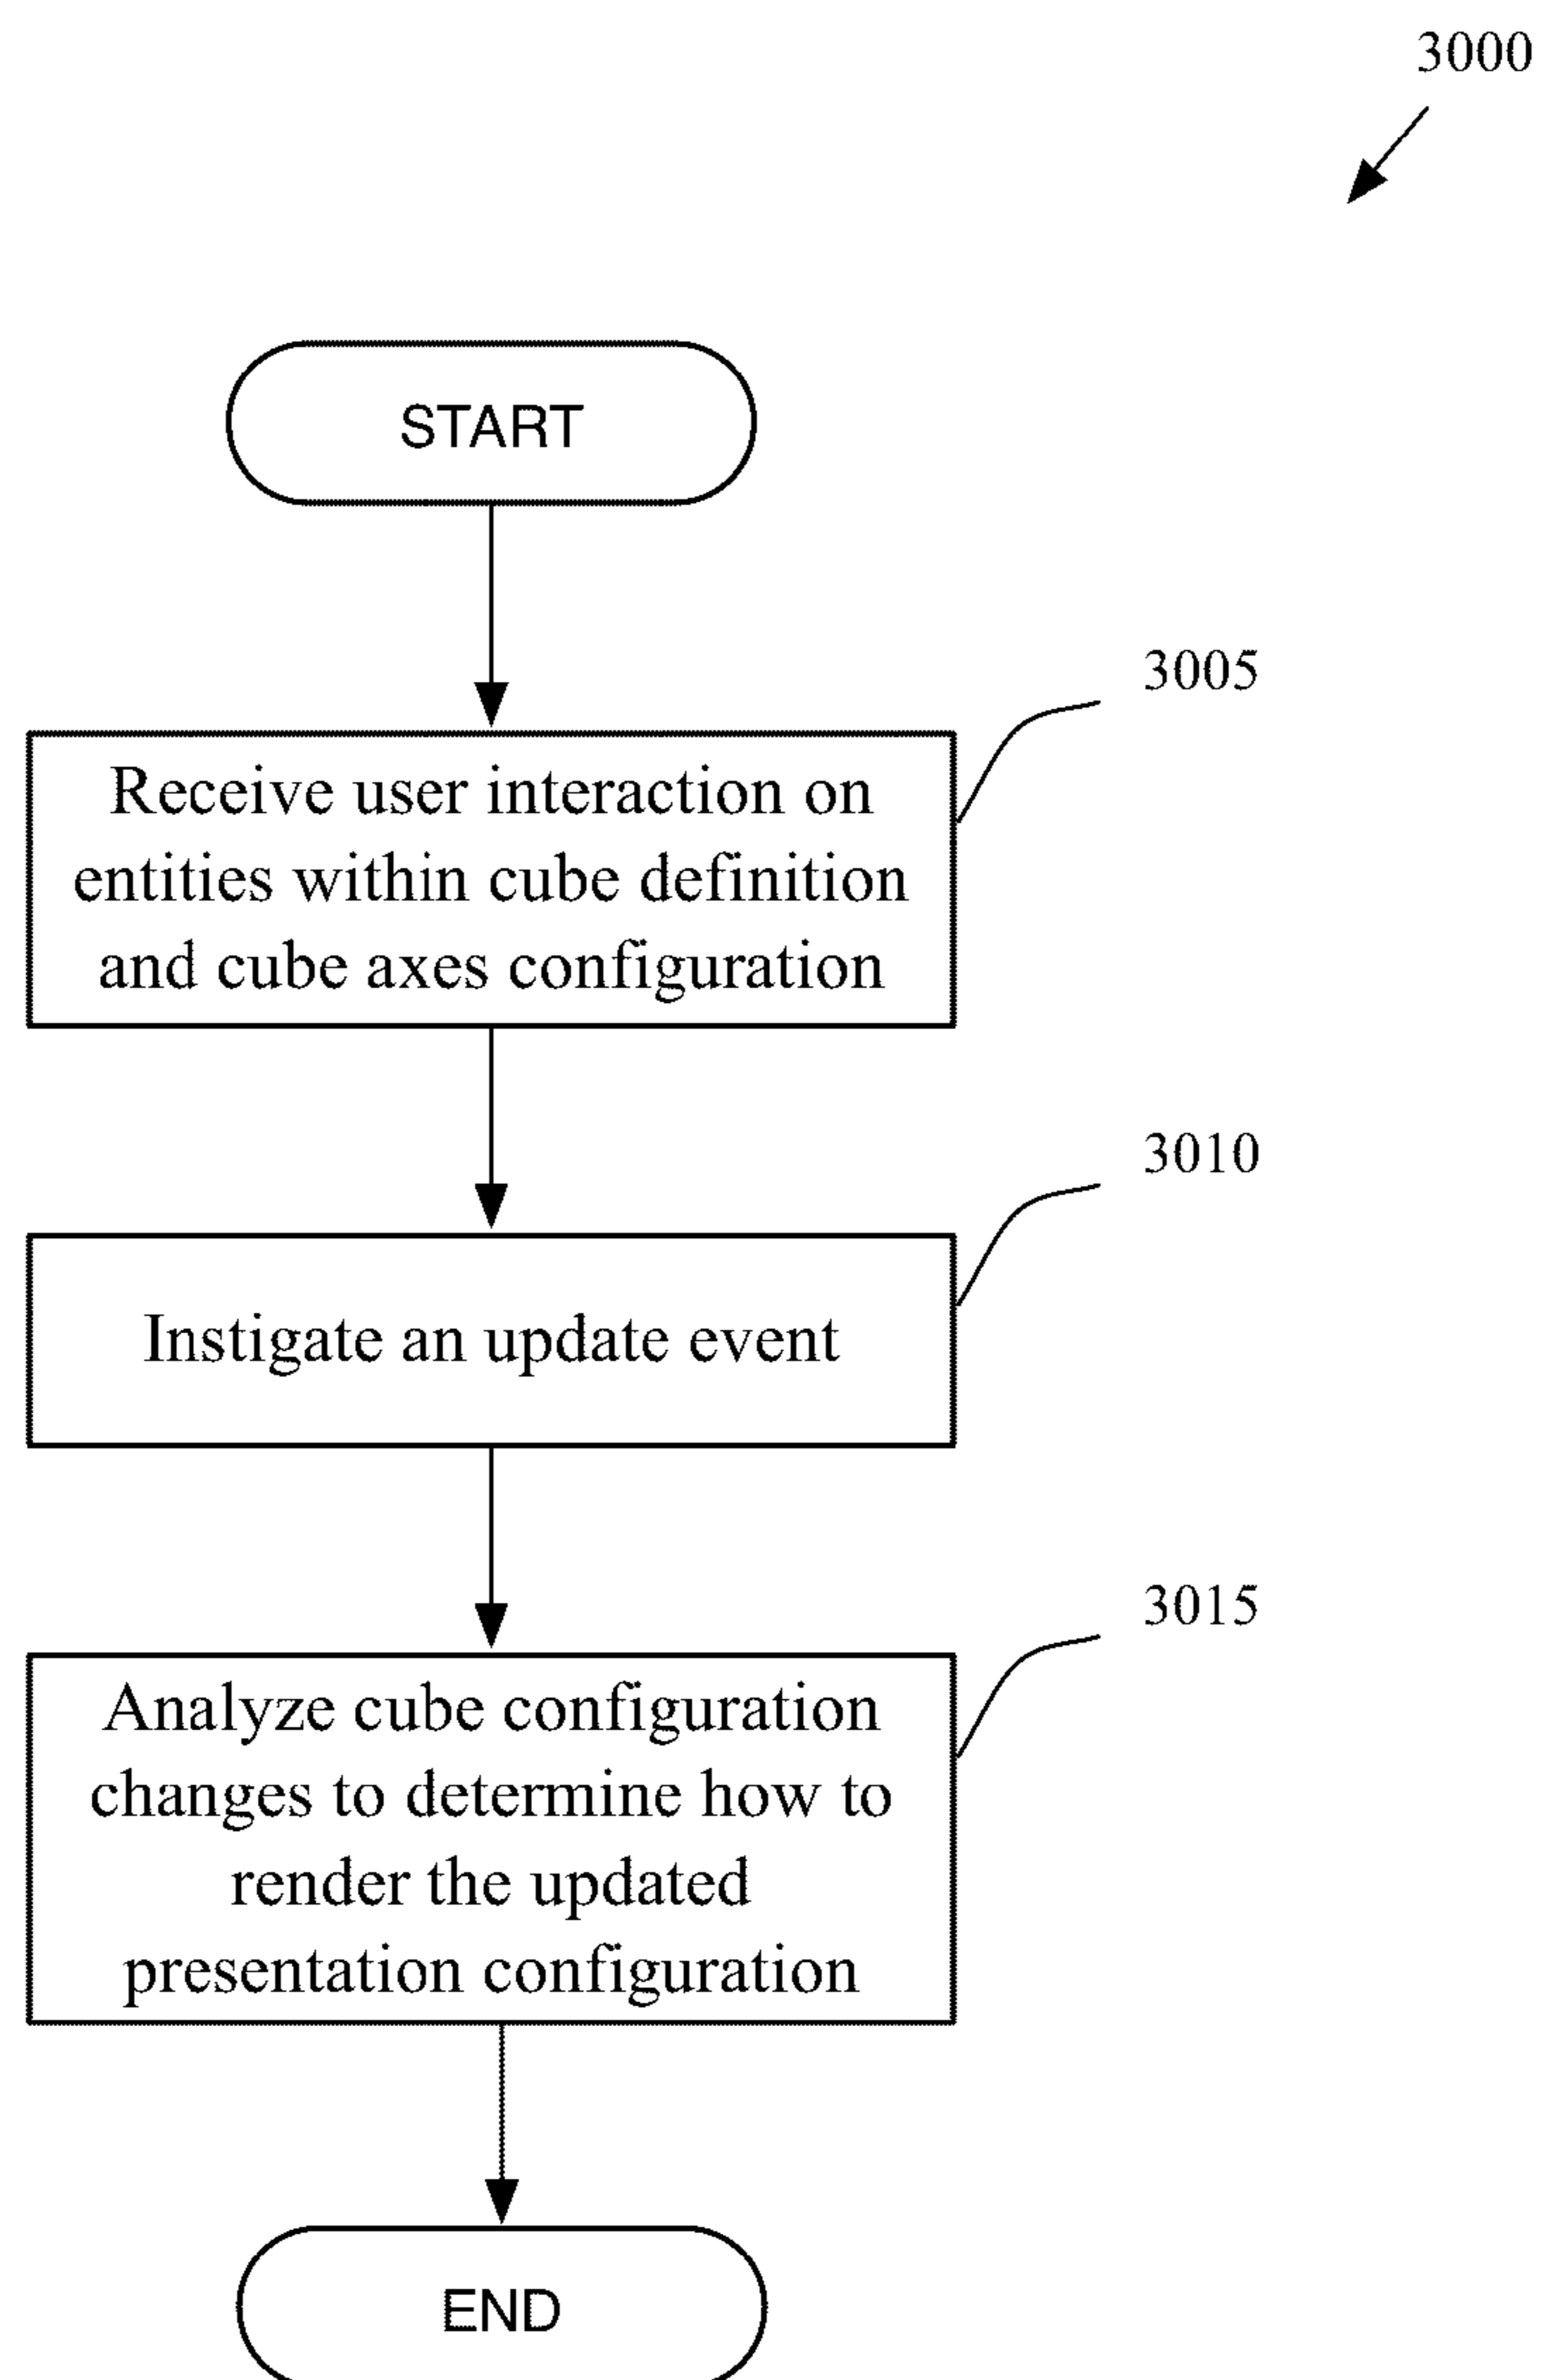 3000
START
3005
Receive user interaction on
entities within cube definition
and cube axes configuration
3010
Instigate an update event
3015
Analyze cube configuration
changes to determine how to
render the updated
presentation configuration
END